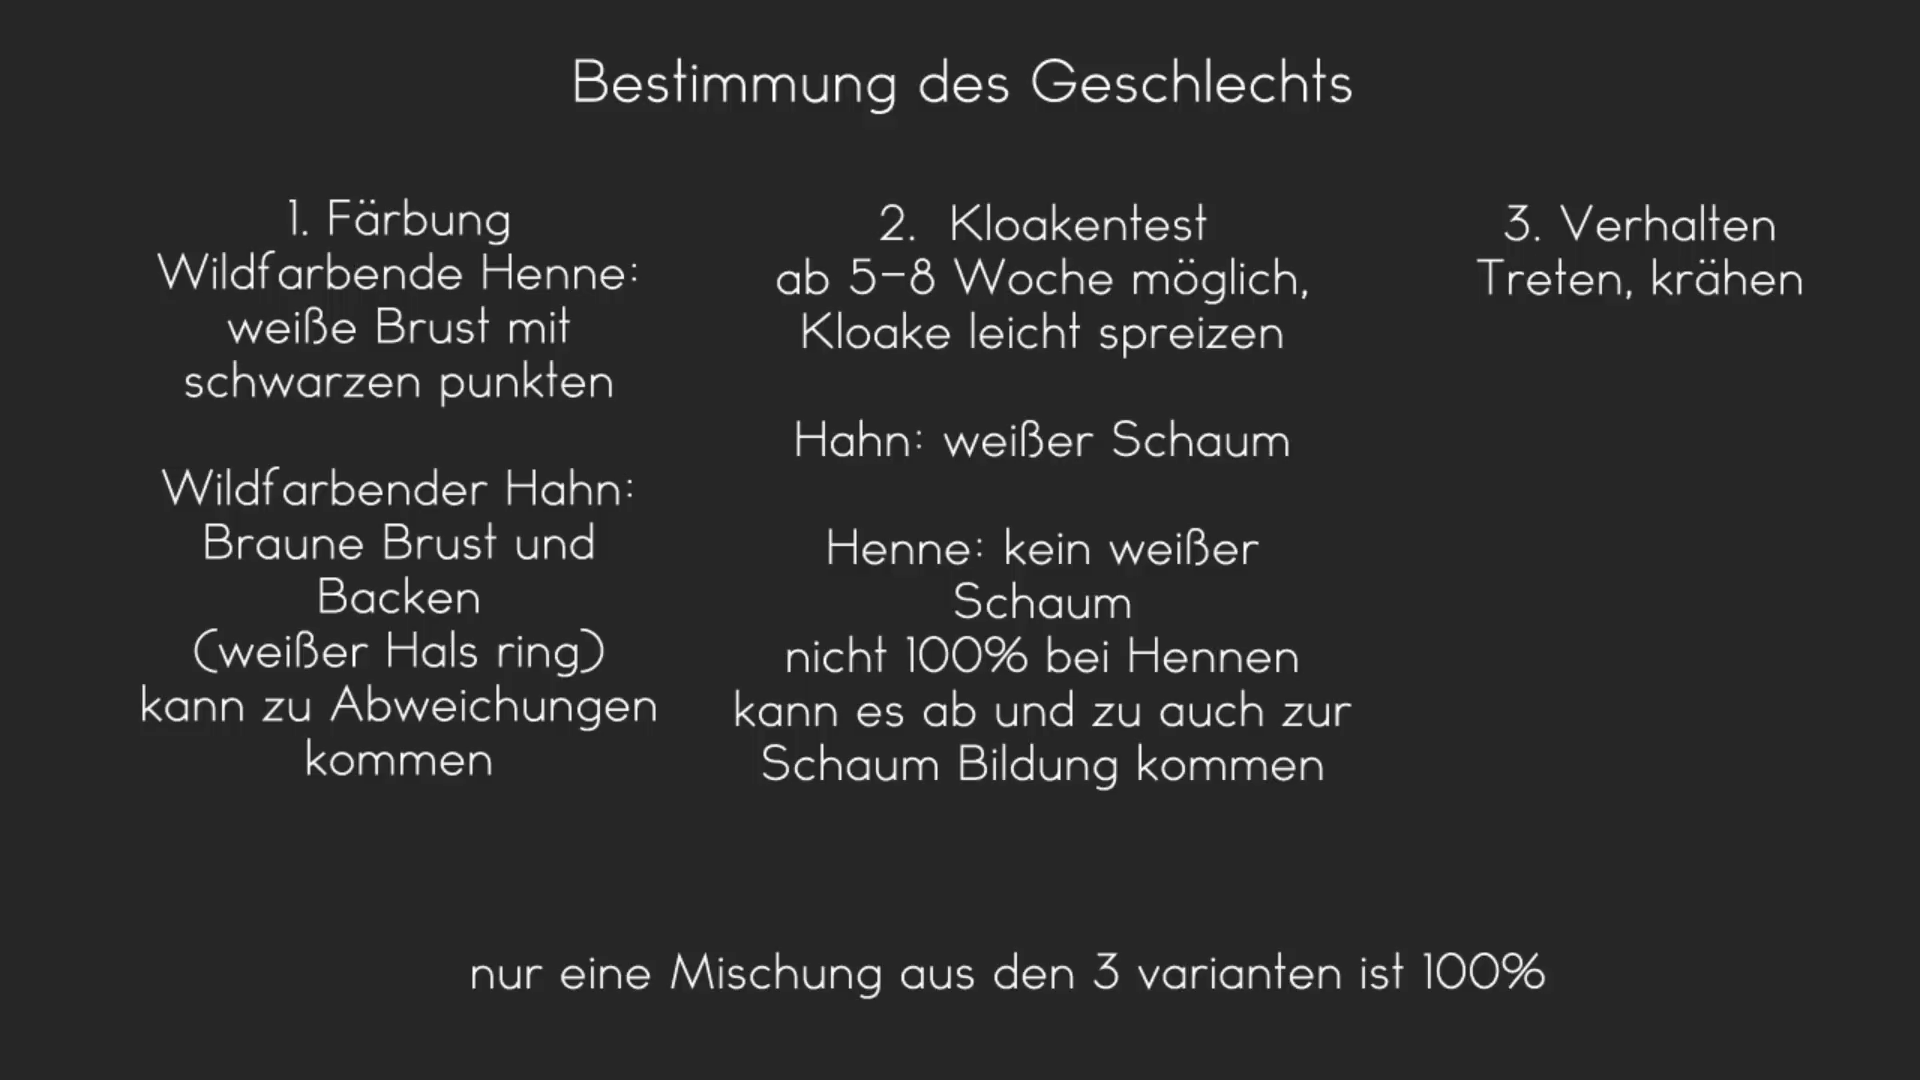 Bestimmung des Geschlechts
1. Färbung
Wildfarbende Henne:
weiße Brust mit
schwarzen punkten
Wildfarbender Hahn:
Braune Brust und
Backen
(weißer Hals ring)
kann zu Abweichungen
kommen
2. Kloakentest
ab 5-8 Woche möglich,
Kloake leicht spreizen
Hahn: weißer Schaum
Henne: kein weißer
Schaum
nicht 100% bei Hennen
kann es ab und zu auch zur
Schaum Bildung kommen
3. Verhalten
Treten, krähen
nur eine Mischung aus den 3 varianten ist 100%